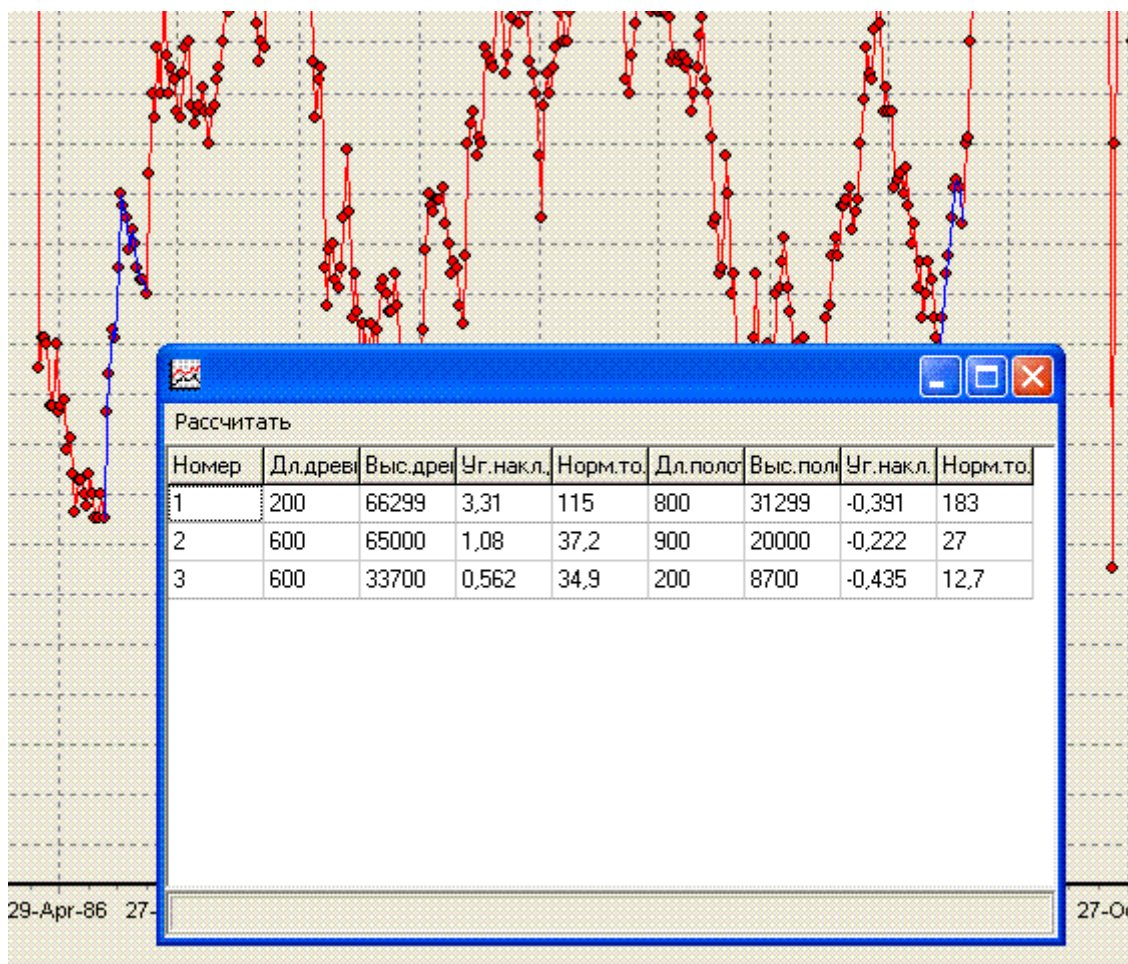 Рассчитать
Номер Дл.древ Выс.дре Уг.накл. Норм.то. Дл.поло Выс.пол Уг.накл. Норм.то.
1 200 66299 3,31 115 800 31299 -0,391 183
2 600 65000 1,08 37,2 900 20000 -0,222 27
3 600 33700 0,562 34,9 200 8700 -0,435 12,7
29-Apr-86 27- 27-O